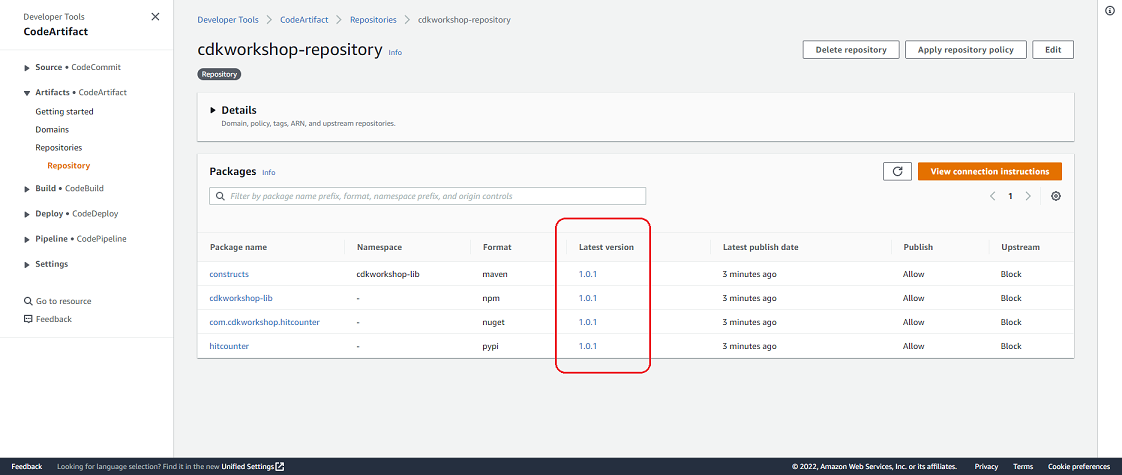 Developer Tools
CodeArtifact
Source • CodeCommit
Artifacts • CodeArtifact
Getting started
Domains
Repositories
Repository
Build • CodeBuild
Deploy • CodeDeploy
Pipeline • CodePipeline
Settings
Go to resource
Feedback
Developer Tools CodeArtifact Repositories cdkworkshop-repository
cdkworkshop-repository Info
Delete repository Apply repository policy Edit
Repository
Details
Domain, policy, tags, ARN, and upstream repositories.
Packages Info
View connection instructions
Filter by package name prefix, format, namespace prefix, and origin controls
1
Package name Namespace Format Latest version Latest publish date Publish Upstream
constructs cdkworkshop-lib maven 1.0.1 3 minutes ago Allow Block
cdkworkshop-lib - npm 1.0.1 3 minutes ago Allow Block
com.cdkworkshop.hitcounter - nuget 1.0.1 3 minutes ago Allow Block
hitcounter - pypi 1.0.1 3 minutes ago Allow Block
Feedback Looking for language selection? Find it in the new Unified Settings © 2022, Amazon Web Services, Inc. or its affiliates. Privacy Terms Cookie preferences